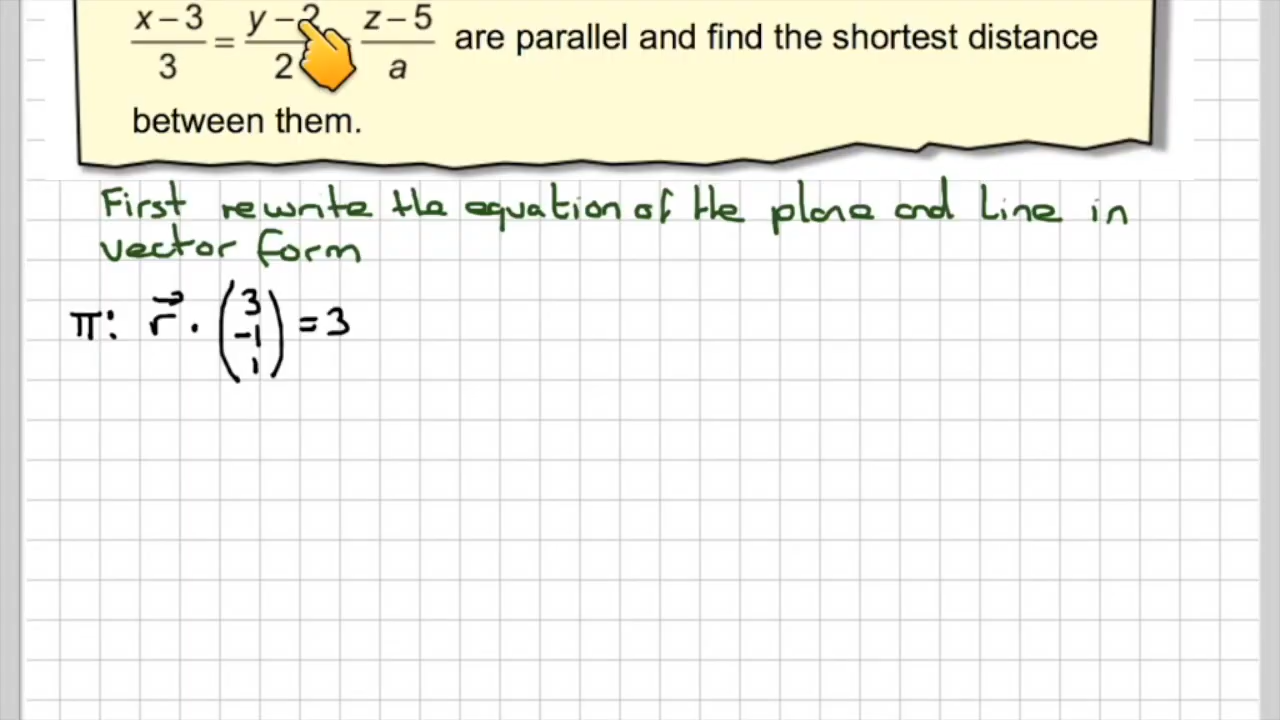 x – 3 / 3 = y – 2 / 2 = z – 5 / a are parallel and find the shortest distance
between them.
First rewrite the equation of the plane and Line in
vector form
π: r⃗ · (3 -1 1) = 3